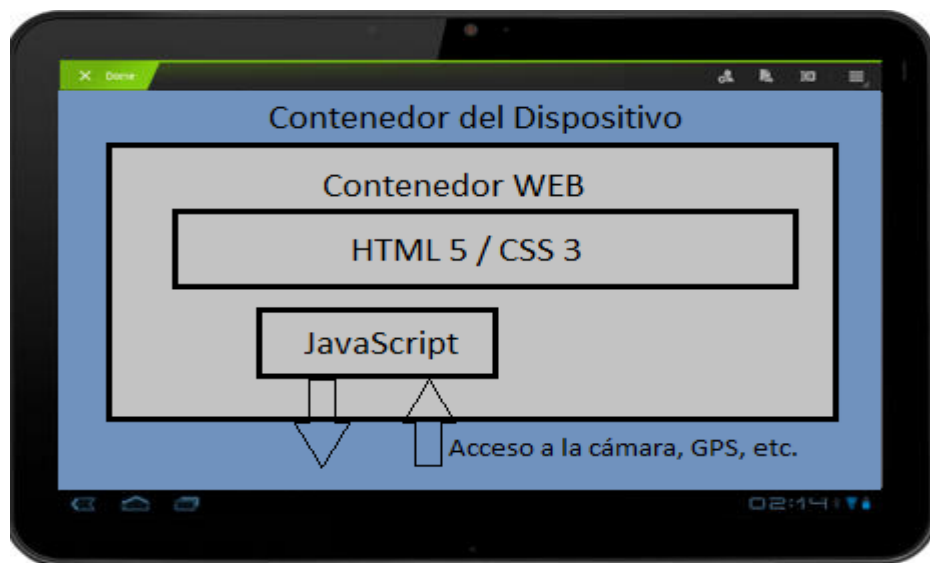 Done
Contenedor del Dispositivo
Contenedor WEB
HTML 5 / CSS 3
JavaScript
Acceso a la cámara, GPS, etc.
02:14